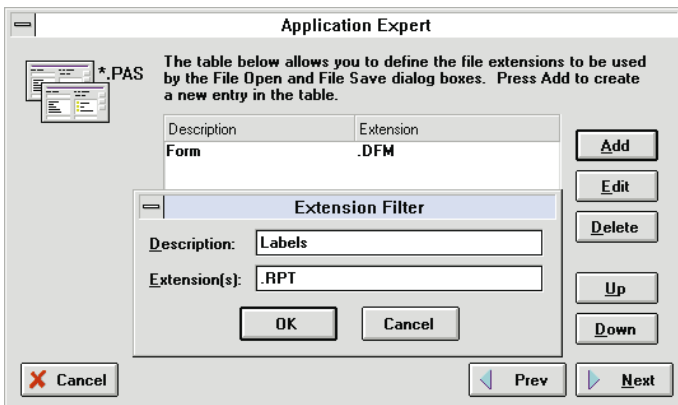 Application Expert
*.PAS
The table below allows you to define the file extensions to be used
by the File Open and File Save dialog boxes.  Press Add to create
a new entry in the table.
Description Extension
Form .DFM
Add
Edit
Delete
Up
Down
Extension Filter
Description: Labels
Extension(s): .RPT
OK Cancel
Cancel Prev Next